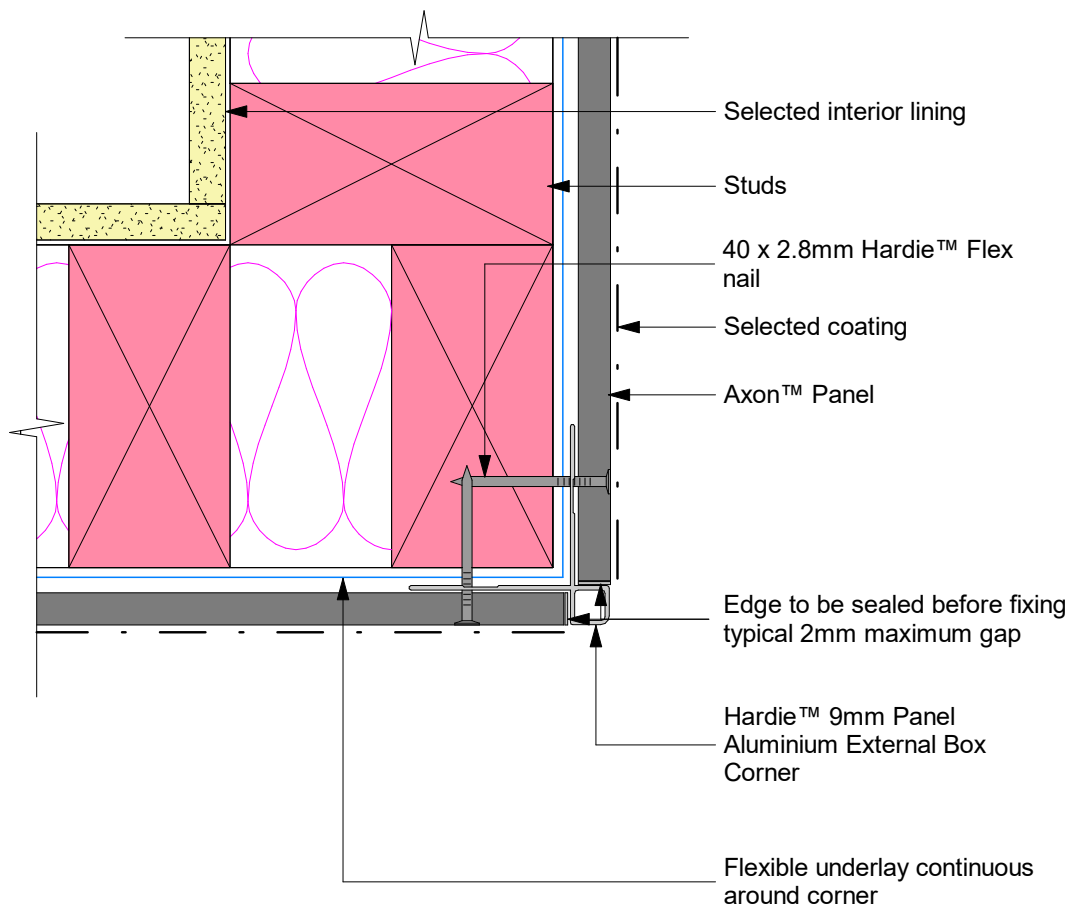 Selected interior lining
Studs
40 x 2.8mm Hardie™ Flex
nail
Selected coating
Axon™ Panel
Edge to be sealed before fixing
typical 2mm maximum gap
Hardie™ 9mm Panel
Aluminium External Box
Corner
Flexible underlay continuous
around corner